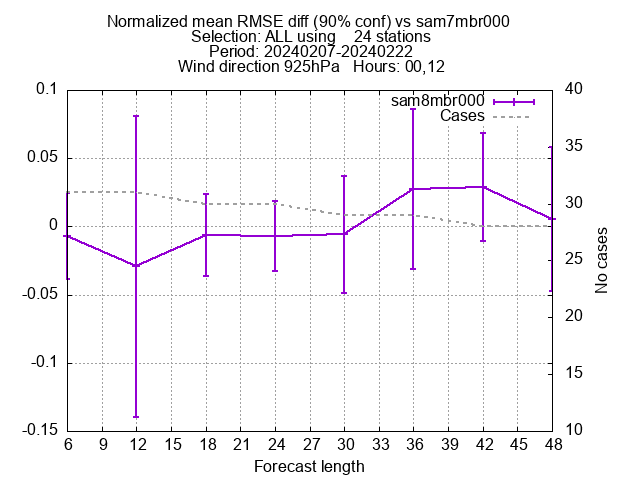 Normalized mean RMSE diff (90% conf) vs sam7mbr000
Selection: ALL using    24 stations
Period: 20240207-20240222
Wind direction 925hPa   Hours: 00,12
sam8mbr000
Cases
0.1
0.05
0
-0.05
-0.1
-0.15
40
35
30
25
20
15
10
No cases
6 9 12 15 18 21 24 27 30 33 36 39 42 45 48
Forecast length